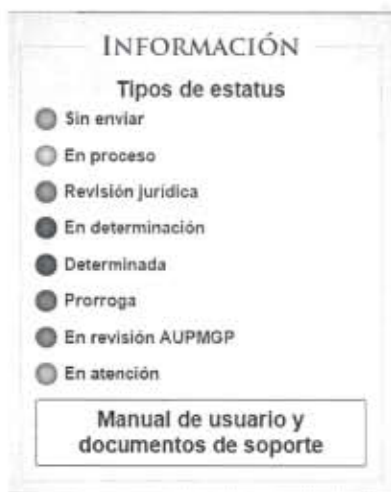 INFORMACIÓN
Tipos de estatus
Sin enviar
En proceso
Revisión jurídica
En determinación
Determinada
Prorroga
En revisión AUPMGP
En atención
Manual de usuario y
documentos de soporte